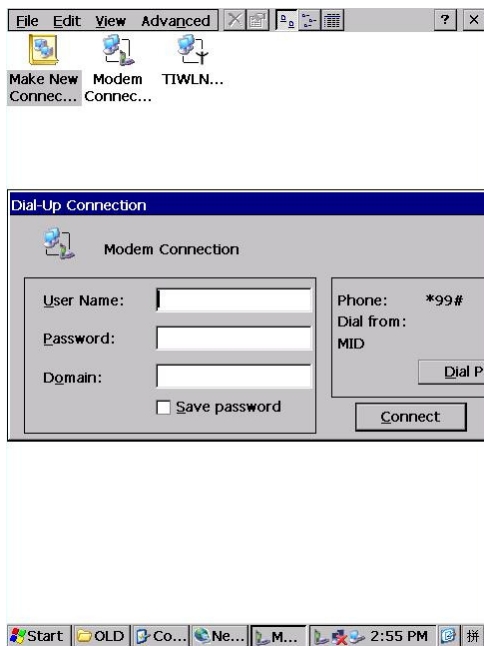 File Edit View Advanced ? ×
Make New Connec...
Modem Connec...
TIWLN...
Dial-Up Connection
Modem Connection
User Name:
Password:
Domain:
Save password
Phone: *99#
Dial from:
MID
Dial P
Connect
Start OLD Co... Ne... M... 2:55 PM 拼